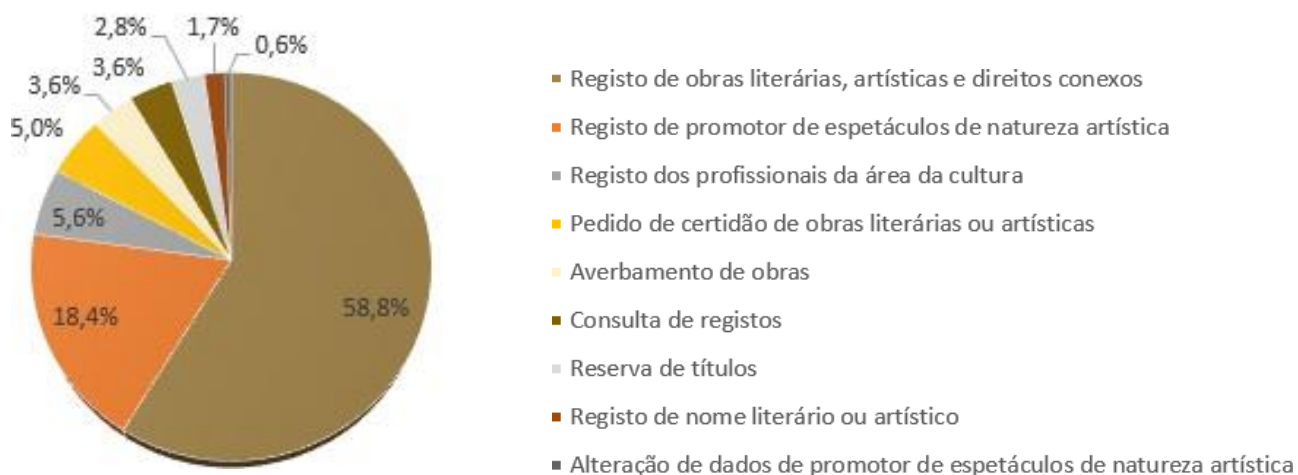 2,8%
1,7%
0,6%
3,6%
3,6%
5,0%
5,6%
18,4%
58,8%
Registo de obras literárias, artísticas e direitos conexos
Registo de promotor de espetáculos de natureza artística
Registo dos profissionais da área da cultura
Pedido de certidão de obras literárias ou artísticas
Averbamento de obras
Consulta de registos
Reserva de títulos
Registo de nome literário ou artístico
Alteração de dados de promotor de espetáculos de natureza artística